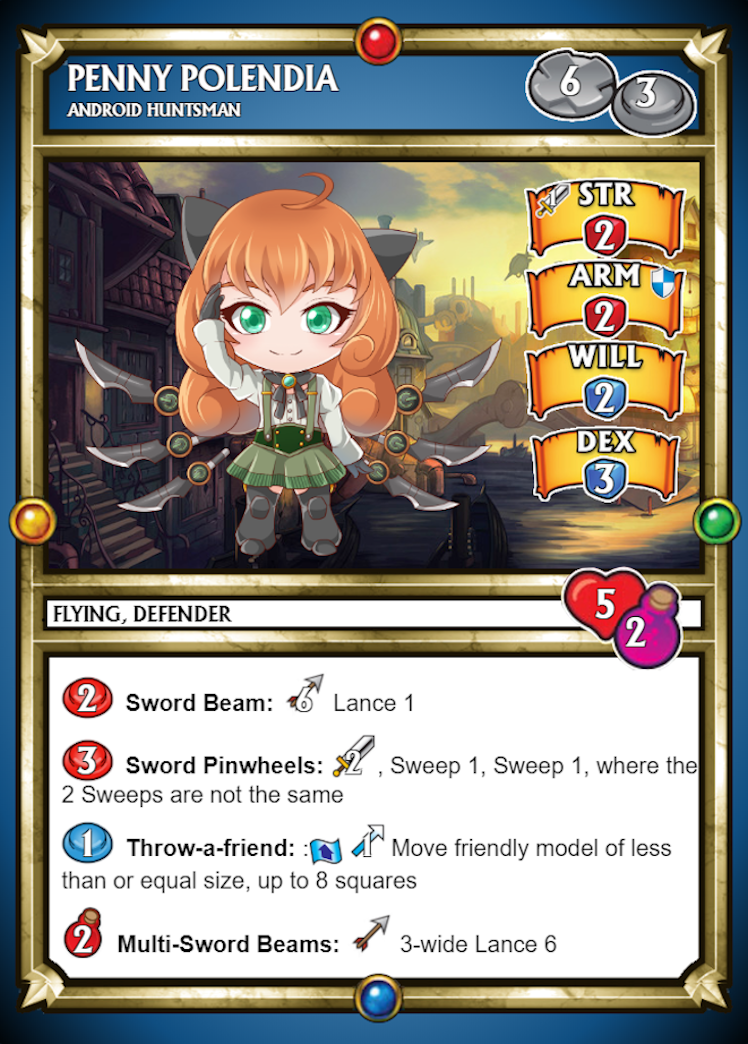 PENNY POLENDIA
ANDROID HUNTSMAN
6
3
1 STR
2
ARM
2
WILL
2
DEX
3
FLYING, DEFENDER
5
2
2 Sword Beam: 6 Lance 1
3 Sword Pinwheels: 2 , Sweep 1, Sweep 1, where the
2 Sweeps are not the same
1 Throw-a-friend: : 1 Move friendly model of less
than or equal size, up to 8 squares
2 Multi-Sword Beams: 3-wide Lance 6